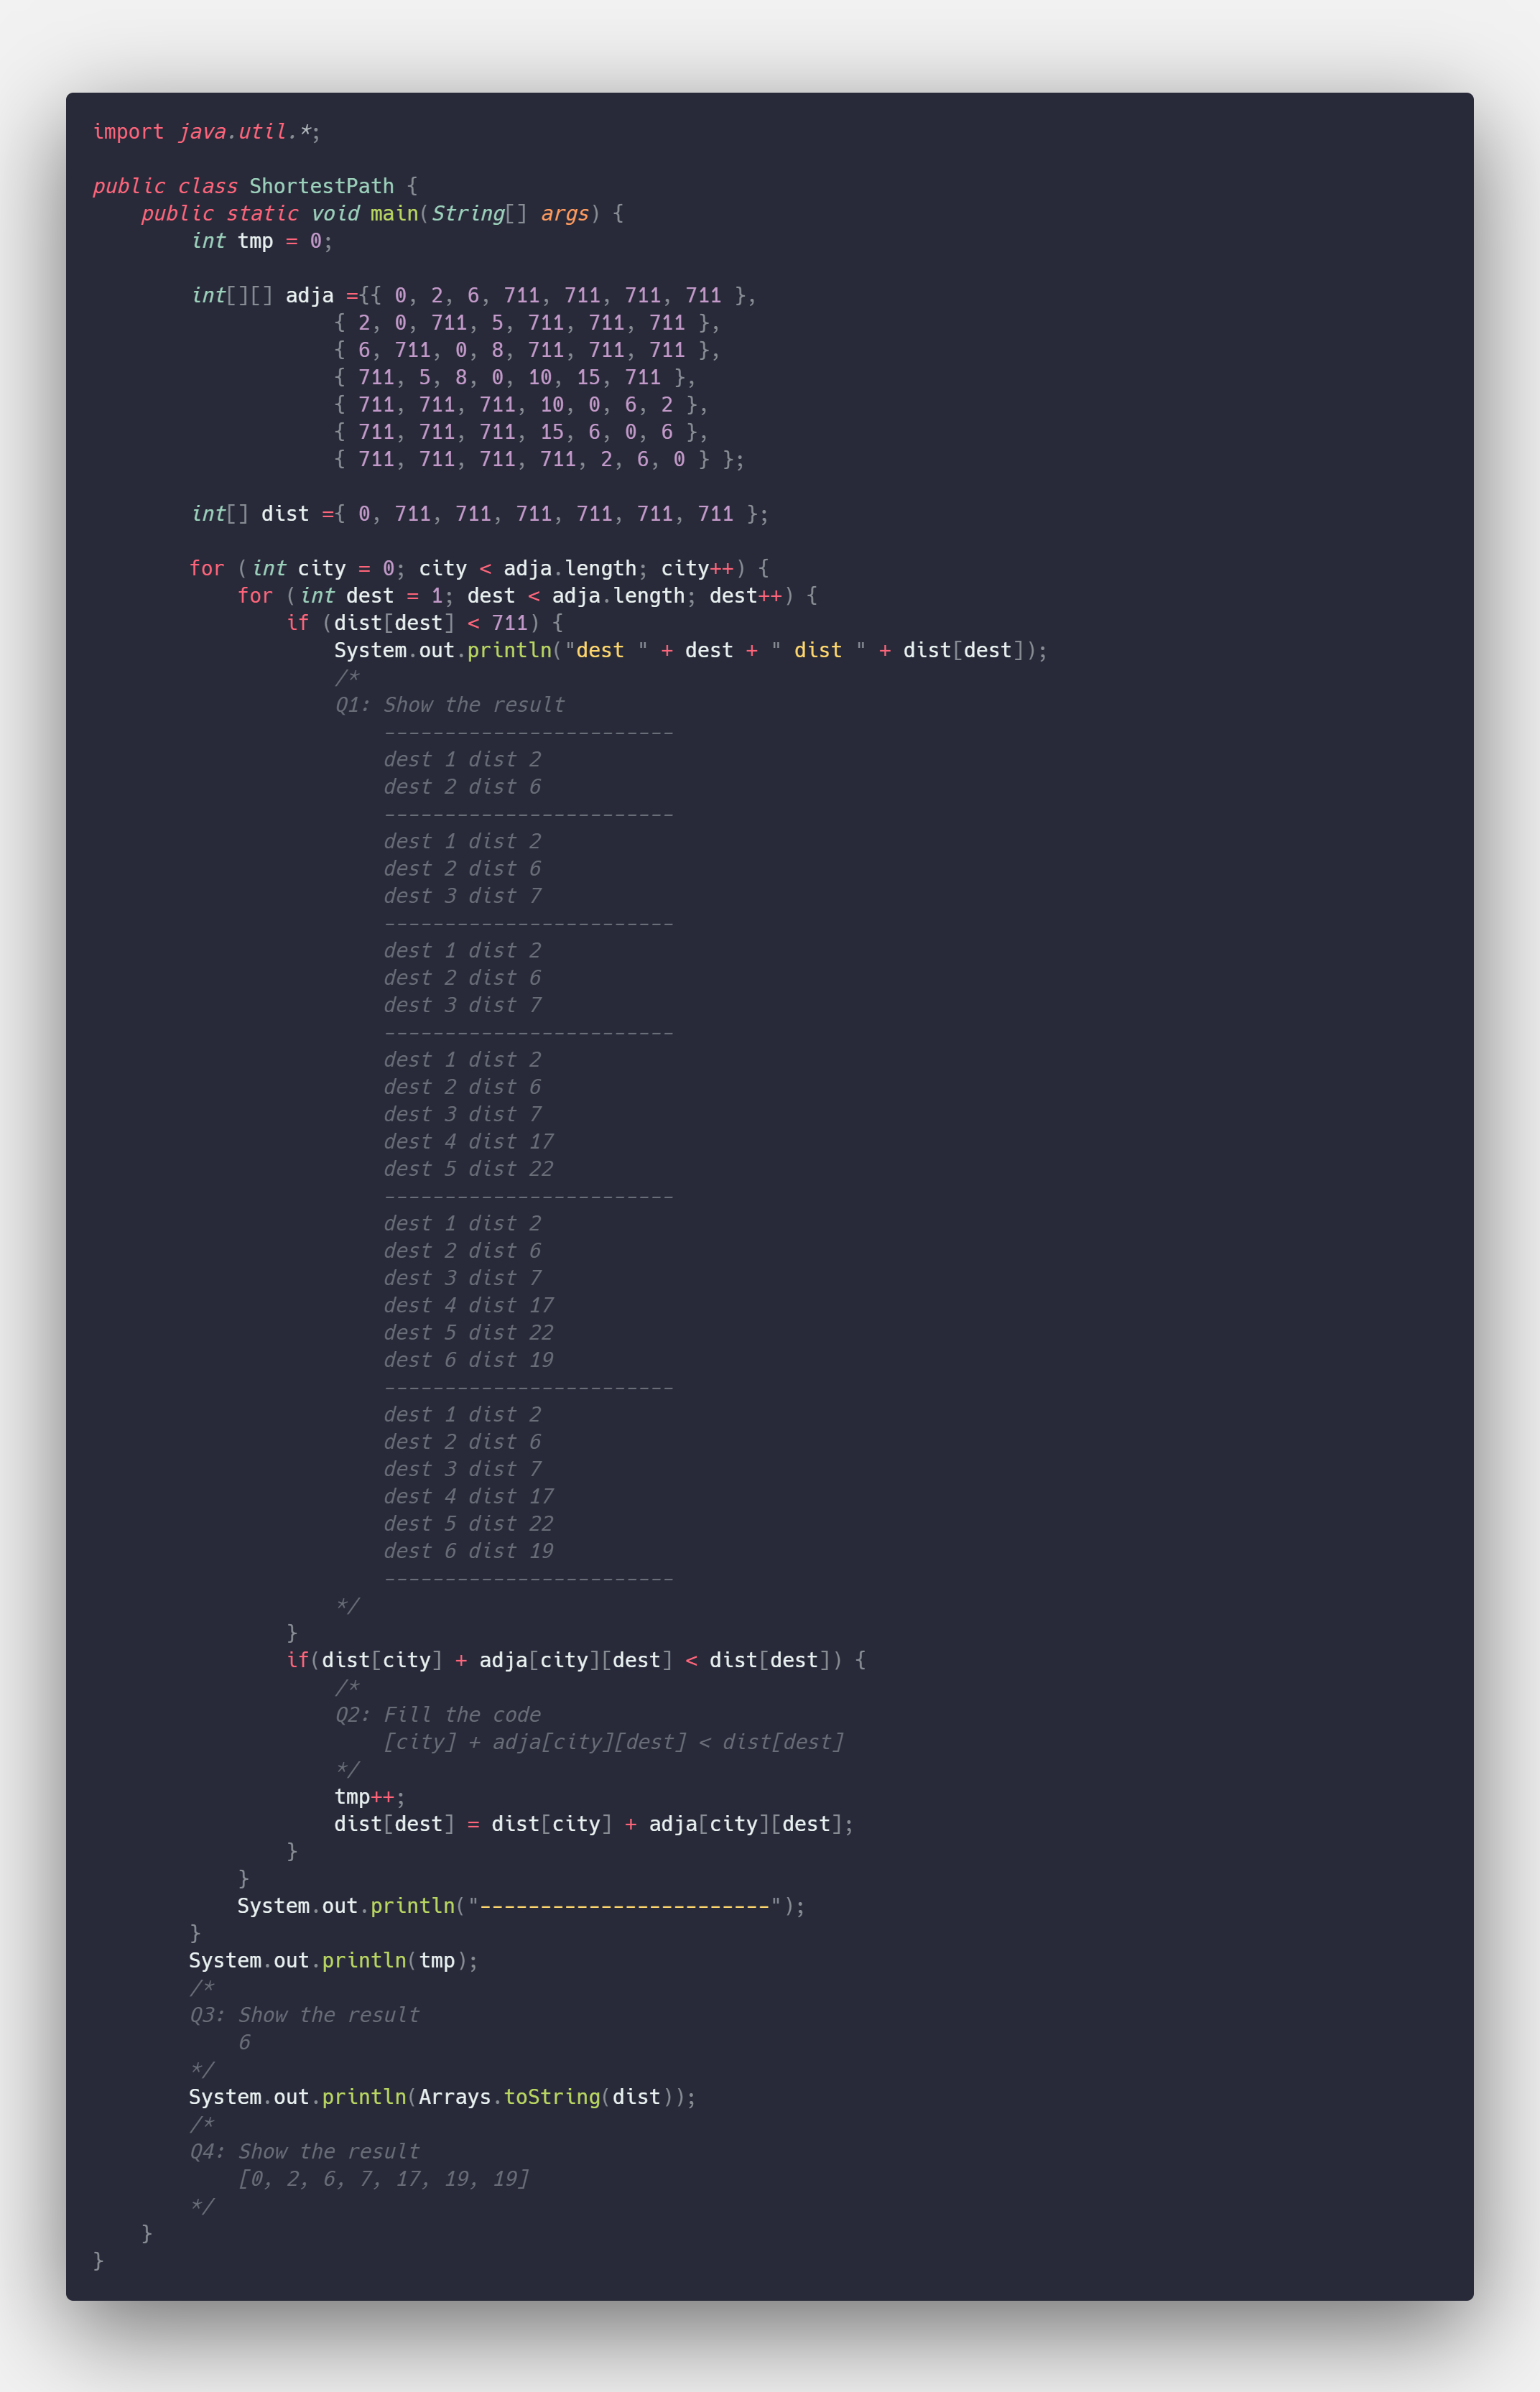 import java.util.*;

public class ShortestPath {
    public static void main(String[] args) {
        int tmp = 0;

        int[][] adja ={{ 0, 2, 6, 711, 711, 711, 711 },
                    { 2, 0, 711, 5, 711, 711, 711 },
                    { 6, 711, 0, 8, 711, 711, 711 },
                    { 711, 5, 8, 0, 10, 15, 711 },
                    { 711, 711, 711, 10, 0, 6, 2 },
                    { 711, 711, 711, 15, 6, 0, 6 },
                    { 711, 711, 711, 711, 2, 6, 0 } };

        int[] dist ={ 0, 711, 711, 711, 711, 711, 711 };

        for (int city = 0; city < adja.length; city++) {
            for (int dest = 1; dest < adja.length; dest++) {
                if (dist[dest] < 711) {
                    System.out.println("dest " + dest + " dist " + dist[dest]);
                    /*
                    Q1: Show the result
                        ------------------------
                        dest 1 dist 2
                        dest 2 dist 6
                        ------------------------
                        dest 1 dist 2
                        dest 2 dist 6
                        dest 3 dist 7
                        ------------------------
                        dest 1 dist 2
                        dest 2 dist 6
                        dest 3 dist 7
                        ------------------------
                        dest 1 dist 2
                        dest 2 dist 6
                        dest 3 dist 7
                        dest 4 dist 17
                        dest 5 dist 22
                        ------------------------
                        dest 1 dist 2
                        dest 2 dist 6
                        dest 3 dist 7
                        dest 4 dist 17
                        dest 5 dist 22
                        dest 6 dist 19
                        ------------------------
                        dest 1 dist 2
                        dest 2 dist 6
                        dest 3 dist 7
                        dest 4 dist 17
                        dest 5 dist 22
                        dest 6 dist 19
                        ------------------------
                    */
                }
                if(dist[city] + adja[city][dest] < dist[dest]) {
                    /*
                    Q2: Fill the code
                        [city] + adja[city][dest] < dist[dest]
                    */
                    tmp++;
                    dist[dest] = dist[city] + adja[city][dest];
                }
            }
            System.out.println("------------------------");
        }
        System.out.println(tmp);
        /*
        Q3: Show the result
            6
        */
        System.out.println(Arrays.toString(dist));
        /*
        Q4: Show the result
            [0, 2, 6, 7, 17, 19, 19]
        */
    }
}